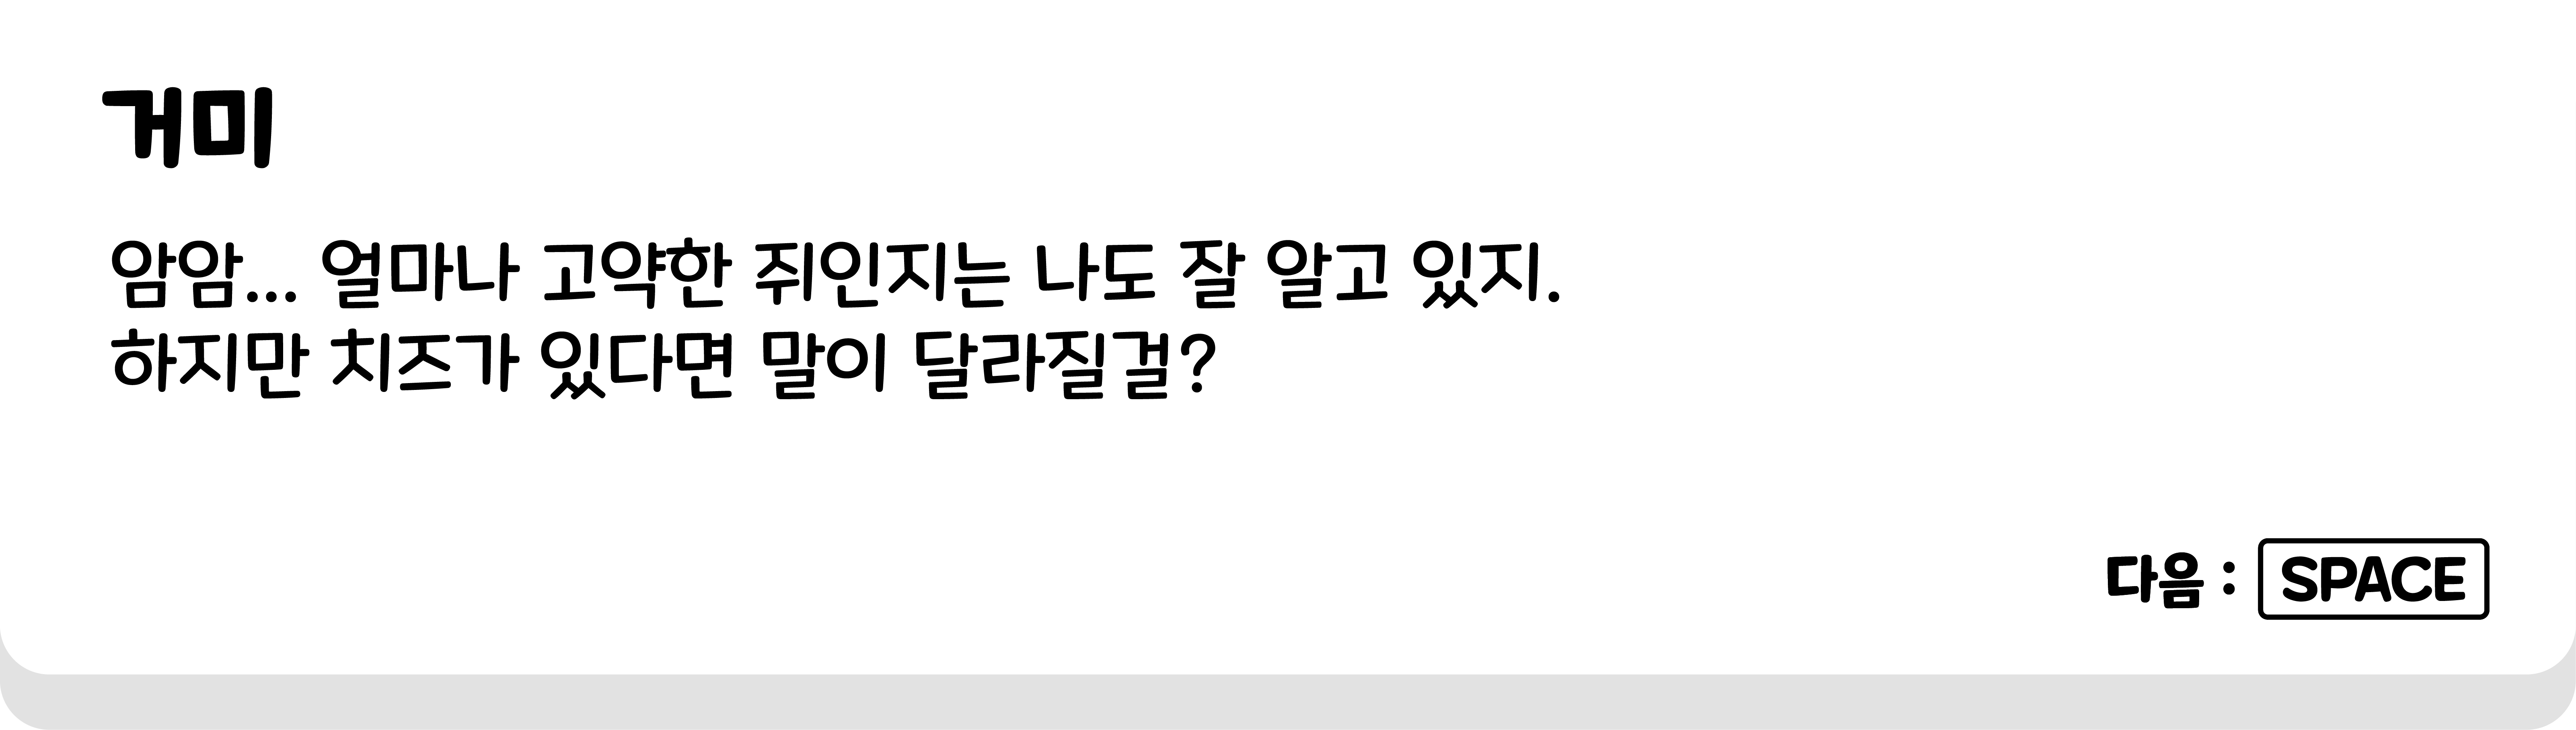 거미
암암... 얼마나 고약한 쥐인지는 나도 잘 알고 있지.
하지만 치즈가 있다면 말이 달라질걸?
다음 : SPACE